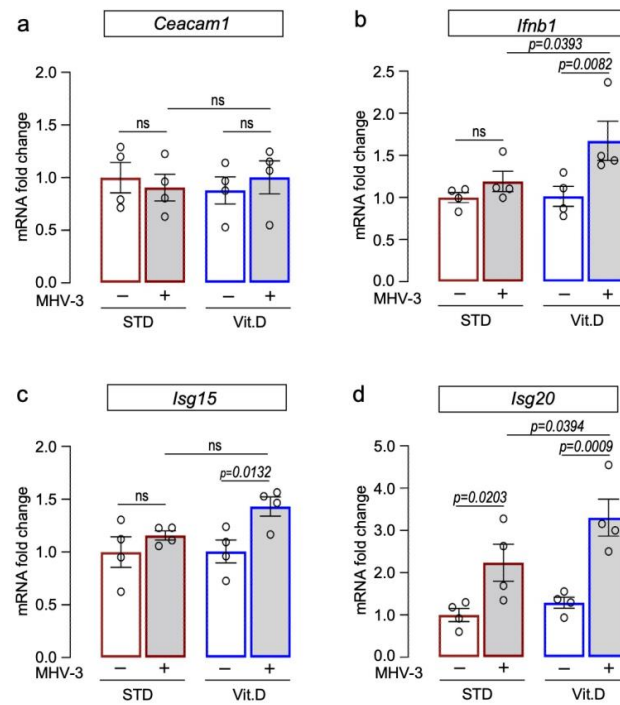 a
Ceacam1
mRNA fold change
2.0
1.5
1.0
0.5
0.0
ns
ns
ns
MHV-3
– + – +
STD Vit.D
b
Ifnb1
mRNA fold change
2.5
2.0
1.5
1.0
0.5
0.0
p=0.0393
p=0.0082
ns
MHV-3
– + – +
STD Vit.D
c
Isg15
mRNA fold change
2.0
1.5
1.0
0.5
0.0
ns
p=0.0132
ns
MHV-3
– + – +
STD Vit.D
d
Isg20
mRNA fold change
5.0
4.0
3.0
2.0
1.0
0.0
p=0.0394
p=0.0009
p=0.0203
MHV-3
– + – +
STD Vit.D